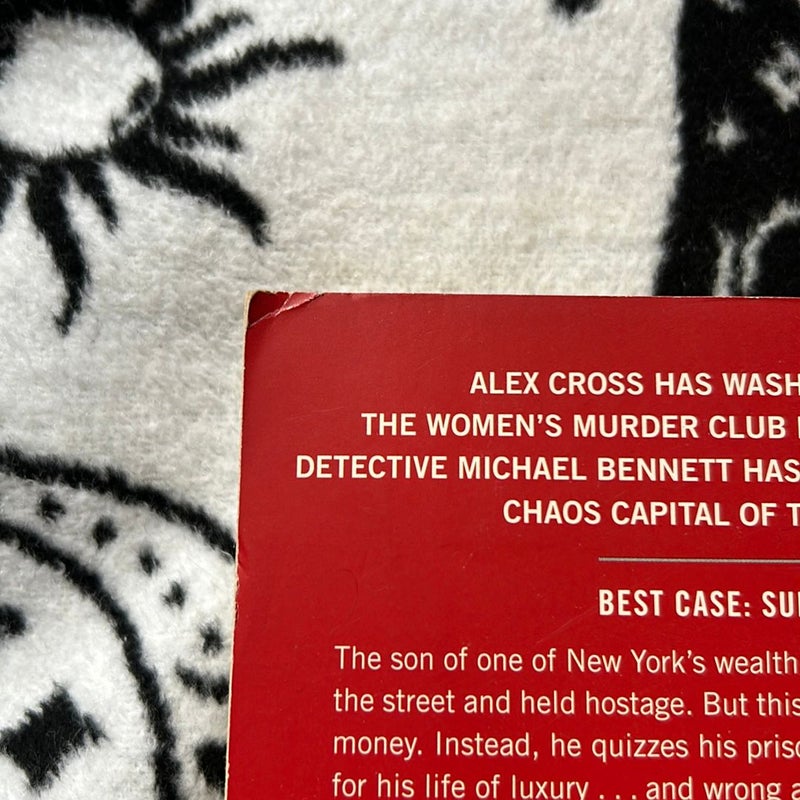 ALEX CROSS HAS WASH
THE WOMEN'S MURDER CLUB
DETECTIVE MICHAEL BENNETT HAS
CHAOS CAPITAL OF T
BEST CASE: SU
The son of one of New York's wealth
the street and held hostage. But this
money. Instead, he quizzes his priso
for his life of luxury . . . and wrong a